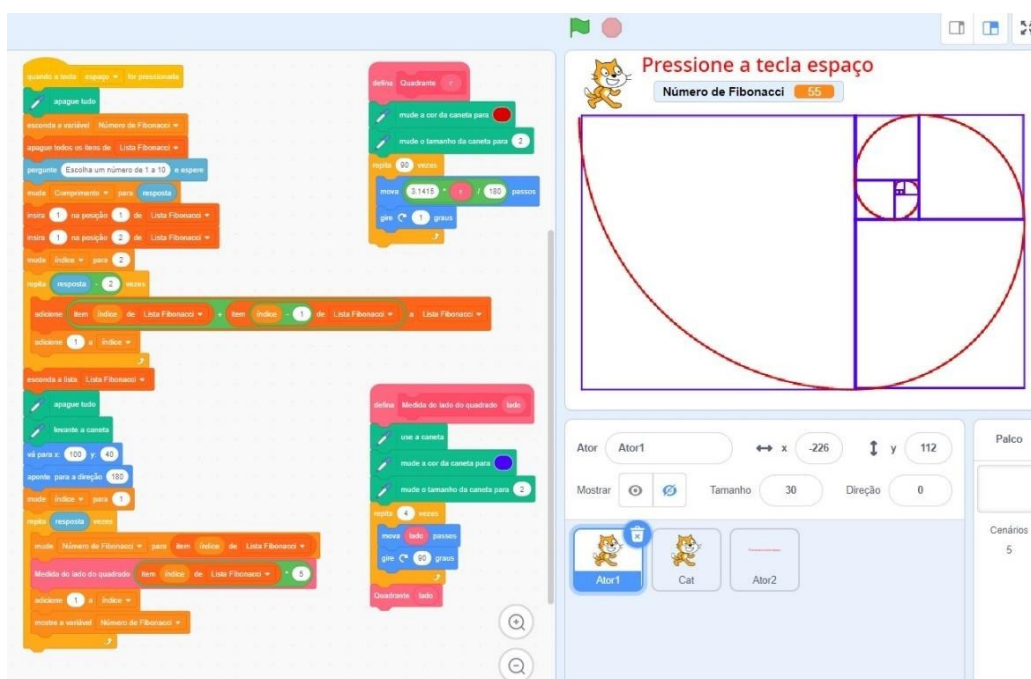 quando a tecla espaço for pressionada
apague tudo
esconda a variável Número de Fibonacci
apague todos os itens de Lista Fibonacci
pergunte Escolha um número de 1 a 10 e espere
mude Comprimento para resposta
insira 1 na posição 1 de Lista Fibonacci
insira 1 na posição 2 de Lista Fibonacci
mude índice para 2
repita resposta - 2 vezes
adicione item índice de Lista Fibonacci + item índice - 1 de Lista Fibonacci a Lista Fibonacci
adicione 1 a índice
esconda a lista Lista Fibonacci
apague tudo
levante a caneta
vá para x: 100 y: 40
aponte para a direção 180
mude índice para 1
repita resposta vezes
mude Número de Fibonacci para item índice de Lista Fibonacci
Medida do lado do quadrado item índice de Lista Fibonacci * 5
adicione 1 a índice
mostre a variável Número de Fibonacci
defina Quadrante r
mude a cor da caneta para
mude o tamanho da caneta para 2
repita 90 vezes
mova 3.1415 * r / 180 passos
gire 1 graus
defina Medida do lado do quadrado lado
use a caneta
mude a cor da caneta para
mude o tamanho da caneta para 2
repita 4 vezes
mova lado passos
gire 90 graus
Quadrante lado
Pressione a tecla espaço
Número de Fibonacci 55
Ator Ator1 x -226 y 112
Mostrar Tamanho 30 Direção 0
Ator1 Cat Ator2
Palco
Cenários
5